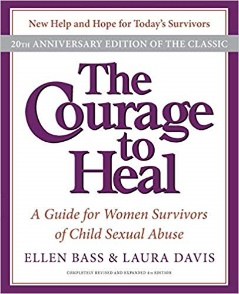 New Help and Hope for Today's Survivors
20TH ANNIVERSARY EDITION OF THE CLASSIC
The
Courage
to
Heal
A Guide for Women Survivors
of Child Sexual Abuse
ELLEN BASS & LAURA DAVIS
COMPLETELY REVISED AND EXPANDED 4TH EDITION